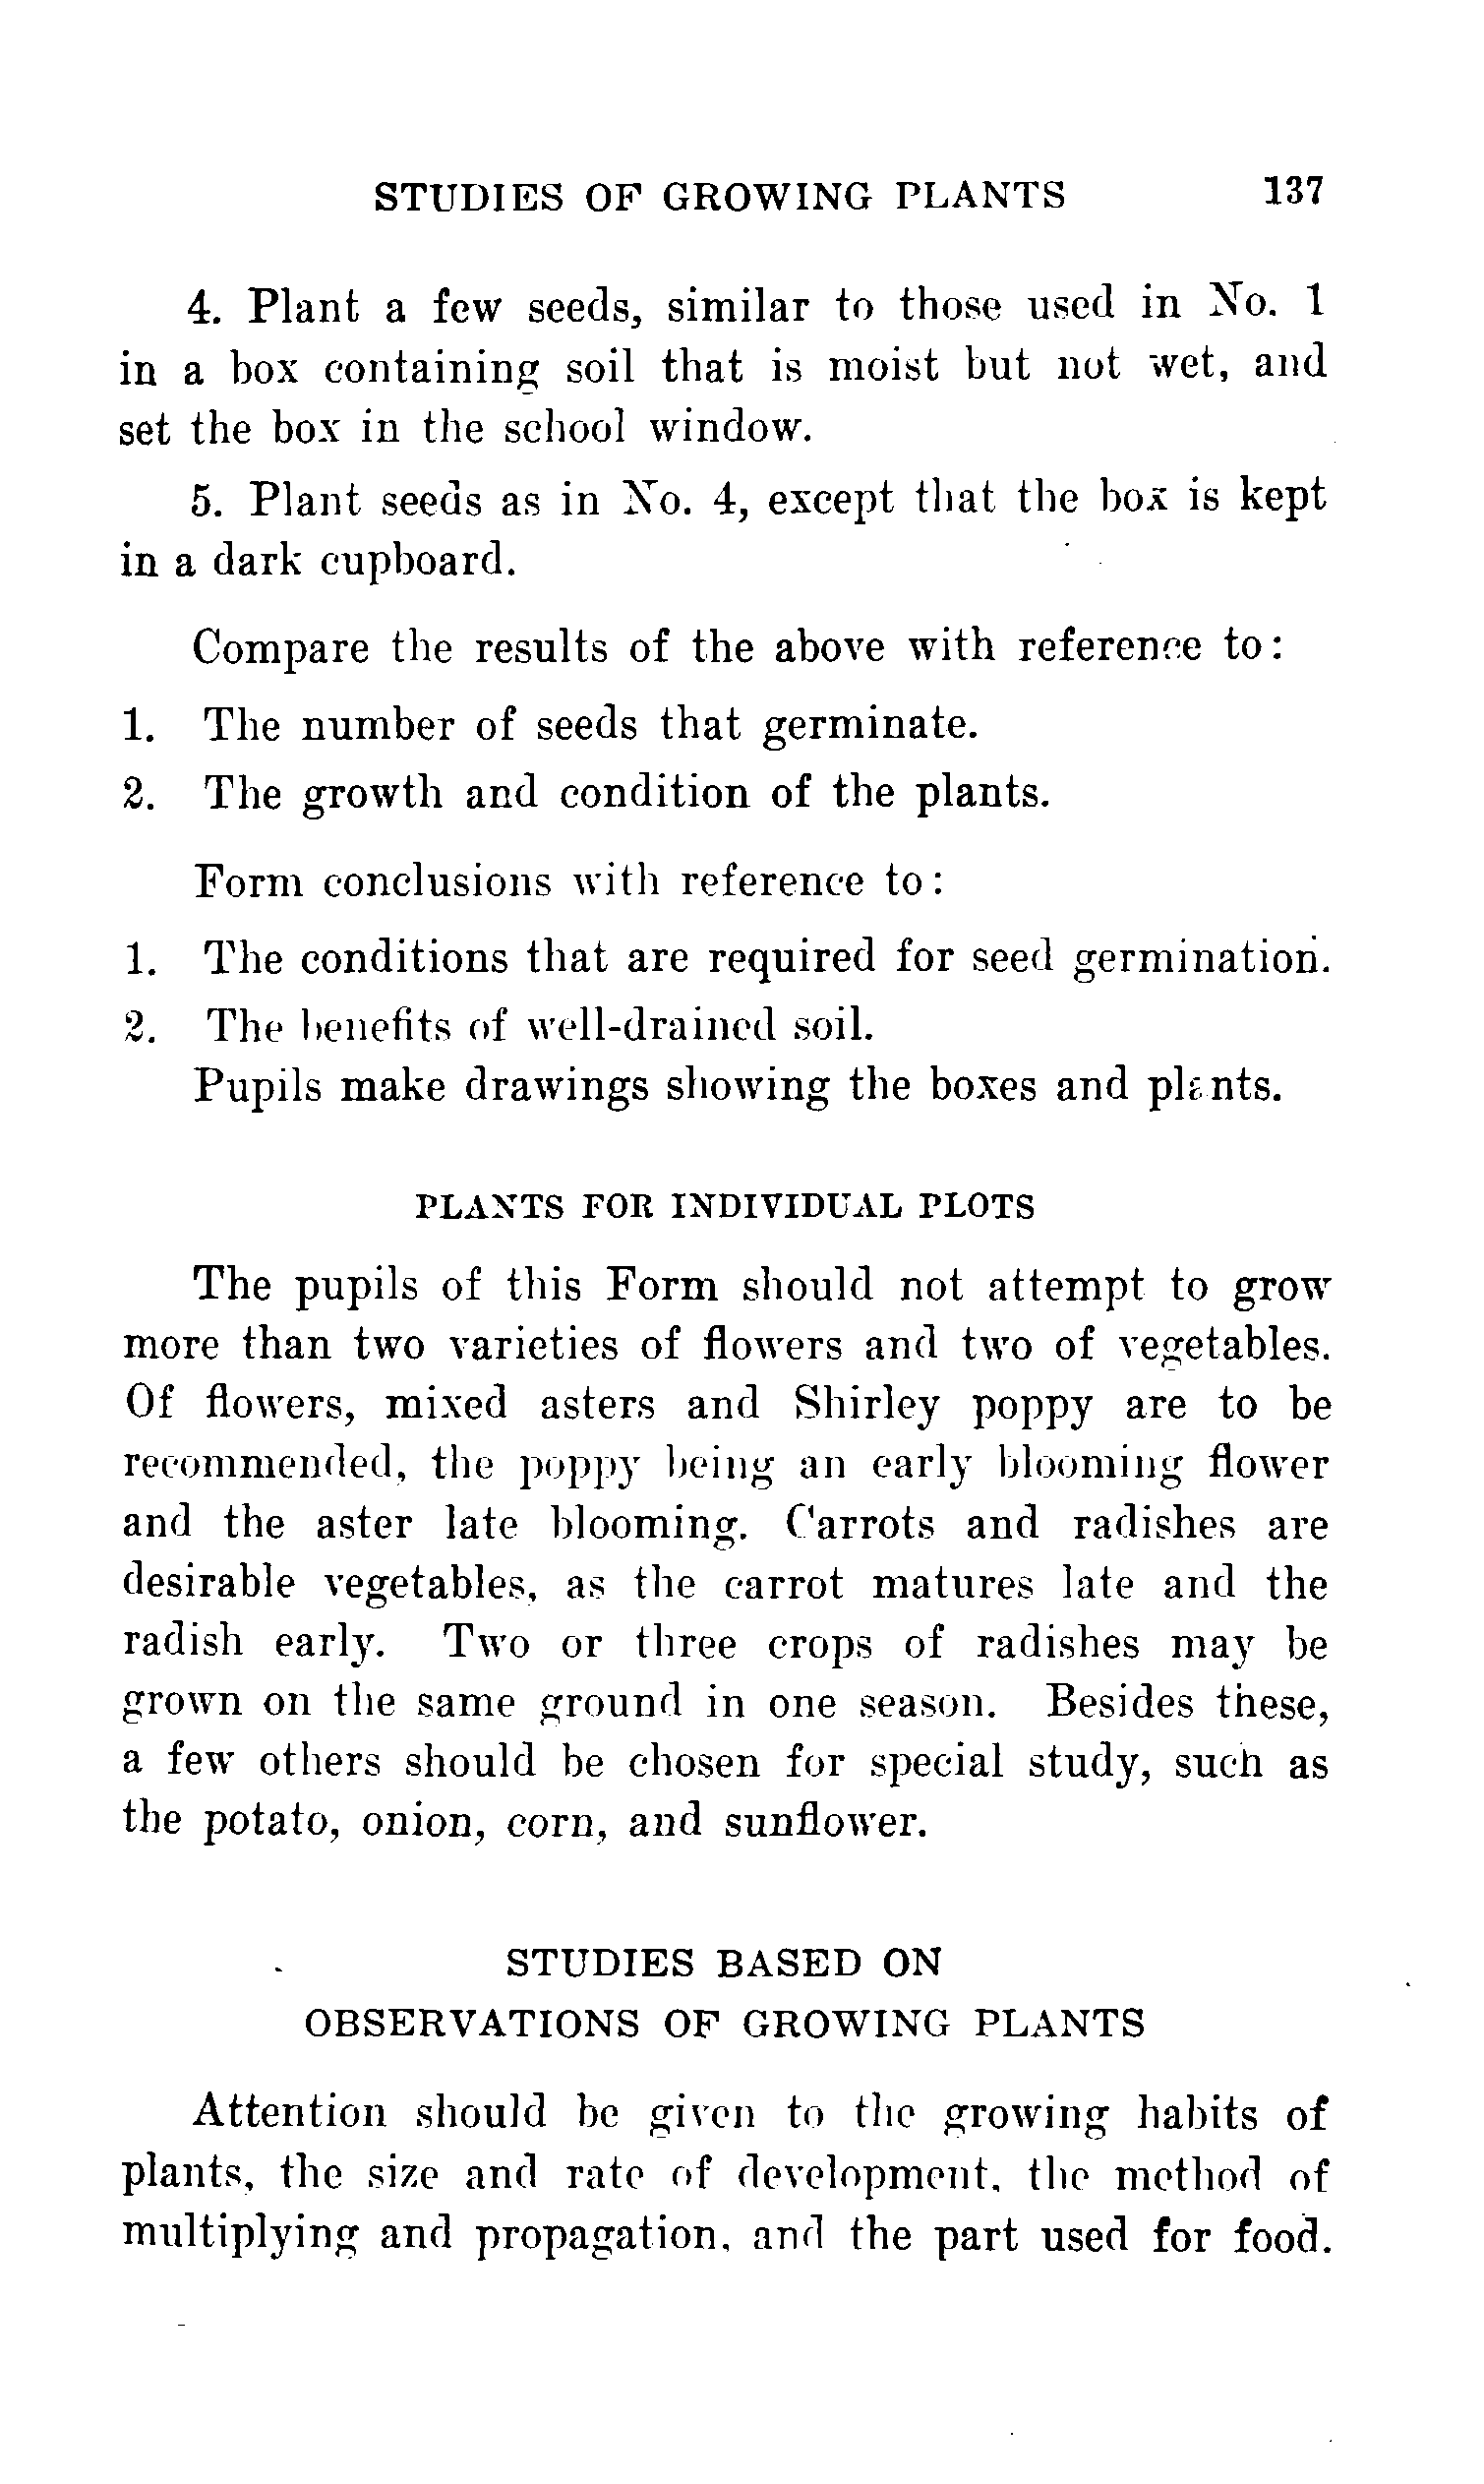 STUDIES OF GROWING PLANTS 137
4. Plant a few seeds, similar to those used in No. 1
in a box containing soil that is moist but not wet, and
set the box in the school window.
5. Plant seeds as in No. 4, except that the box is kept
in a dark cupboard.
Compare the results of the above with reference to:
1. The number of seeds that germinate.
2. The growth and condition of the plants.
Form conclusions with reference to:
1. The conditions that are required for seed germination.
2. The benefits of well-drained soil.
Pupils make drawings showing the boxes and plants.
PLANTS FOR INDIVIDUAL PLOTS
The pupils of this Form should not attempt to grow
more than two varieties of flowers and two of vegetables.
Of flowers, mixed asters and Shirley poppy are to be
recommended, the poppy being an early blooming flower
and the aster late blooming. Carrots and radishes are
desirable vegetables, as the carrot matures late and the
radish early. Two or three crops of radishes may be
grown on the same ground in one season. Besides these,
a few others should be chosen for special study, such as
the potato, onion, corn, and sunflower.
STUDIES BASED ON
OBSERVATIONS OF GROWING PLANTS
Attention should be given to the growing habits of
plants, the size and rate of development, the method of
multiplying and propagation, and the part used for food.